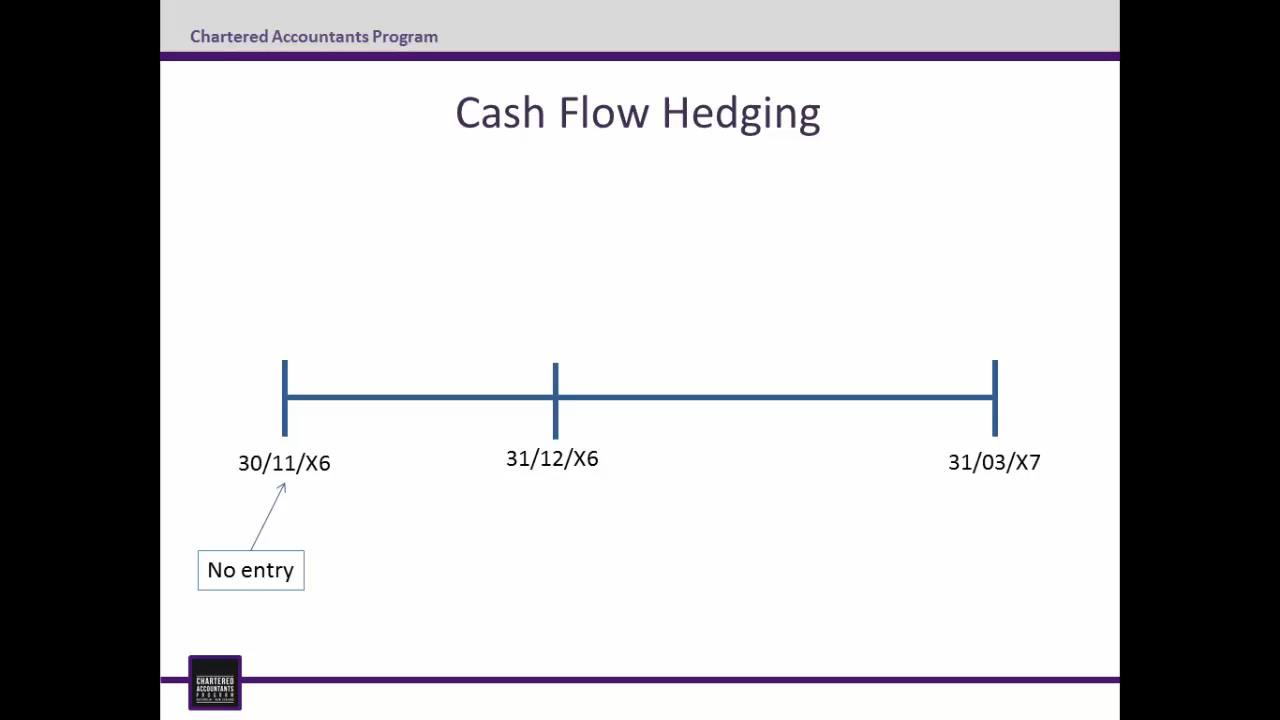 Chartered Accountants Program
Cash Flow Hedging
30/11/X6
31/12/X6
31/03/X7
No entry
CHARTERED
ACCOUNTANTS
PROGRAM